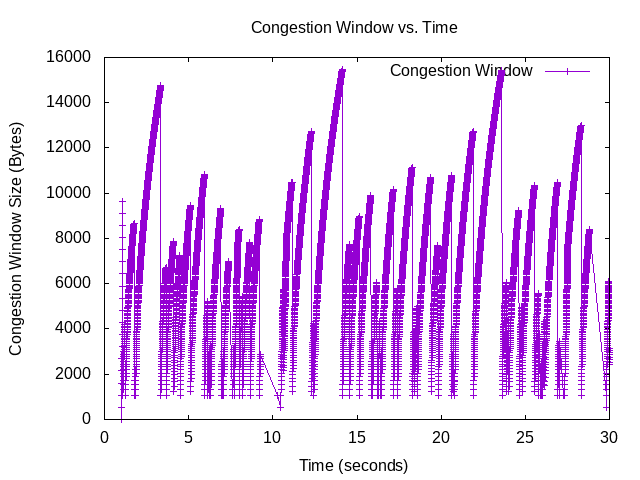 Congestion Window vs. Time
16000
14000
12000
10000
8000
6000
4000
2000
0
Congestion Window Size (Bytes)
Congestion Window
0 5 10 15 20 25 30
Time (seconds)